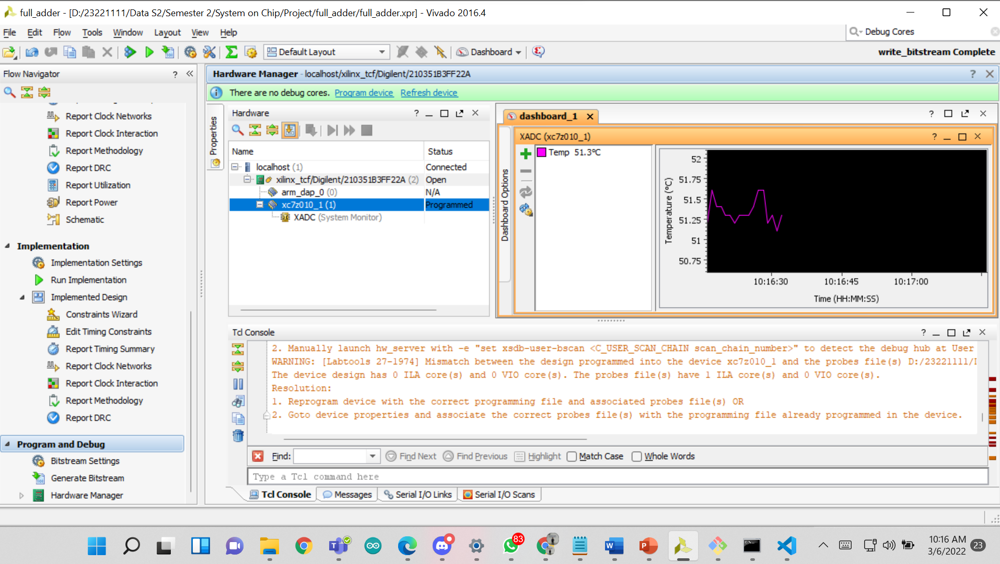 full_adder - [D:/23221111/Data S2/Semester 2/System on Chip/Project/full_adder/full_adder.xpr] - Vivado 2016.4
File Edit Flow Tools Window Layout View Help
Debug Cores
Default Layout
Dashboard
write_bitstream Complete
Flow Navigator
Report Clock Networks
Report Clock Interaction
Report Methodology
Report DRC
Report Utilization
Report Power
Schematic
Implementation
Implementation Settings
Run Implementation
Implemented Design
Constraints Wizard
Edit Timing Constraints
Report Timing Summary
Report Clock Networks
Report Clock Interaction
Report Methodology
Report DRC
Program and Debug
Bitstream Settings
Generate Bitstream
Hardware Manager
Hardware Manager - localhost/xilinx_tcf/Digilent/210351B3FF22A
There are no debug cores. Program device Refresh device
Properties
Hardware
Name Status
localhost (1) Connected
xilinx_tcf/Digilent/210351B3FF22A (2) Open
arm_dap_0 (0) N/A
xc7z010_1 (1) Programmed
XADC (System Monitor)
dashboard_1
Dashboard Options
XADC (xc7z010_1)
Temp 51.3°C
Temperature (°C)
52
51.75
51.5
51.25
51
50.75
10:16:30 10:16:45 10:17:00
Time (HH:MM:SS)
Tcl Console
2. Manually launch hw_server with -e "set xsdb-user-bscan <C_USER_SCAN_CHAIN scan_chain_number>" to detect the debug hub at User
WARNING: [Labtools 27-1974] Mismatch between the design programmed into the device xc7z010_1 and the probes file(s) D:/23221111/
The device design has 0 ILA core(s) and 0 VIO core(s). The probes file(s) have 1 ILA core(s) and 0 VIO core(s).
Resolution:
1. Reprogram device with the correct programming file and associated probes file(s) OR
2. Goto device properties and associate the correct probes file(s) with the programming file already programmed in the device.
Find: Find Next Find Previous Highlight Match Case Whole Words
Type a Tcl command here
Tcl Console Messages Serial I/O Links Serial I/O Scans
83
10:16 AM
3/6/2022
23